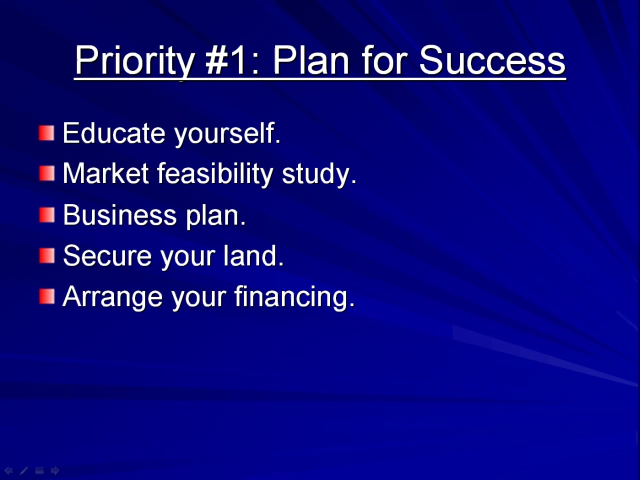 Priority #1: Plan for Success
Educate yourself.
Market feasibility study.
Business plan.
Secure your land.
Arrange your financing.